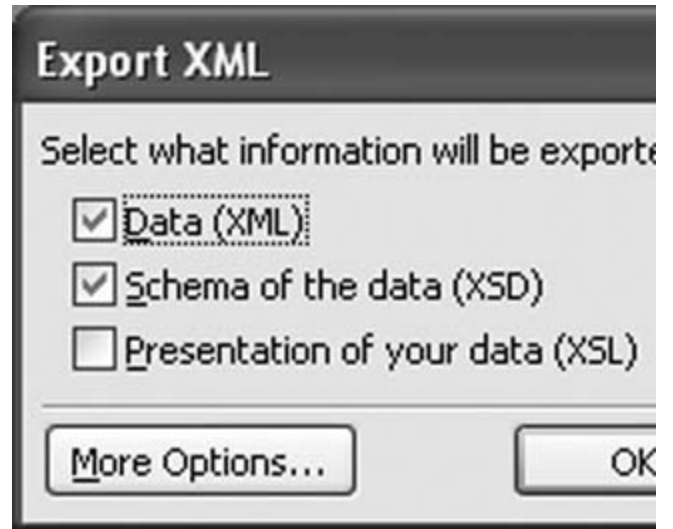 Export XML
Select what information will be exporte
Data (XML)
Schema of the data (XSD)
Presentation of your data (XSL)
More Options... OK